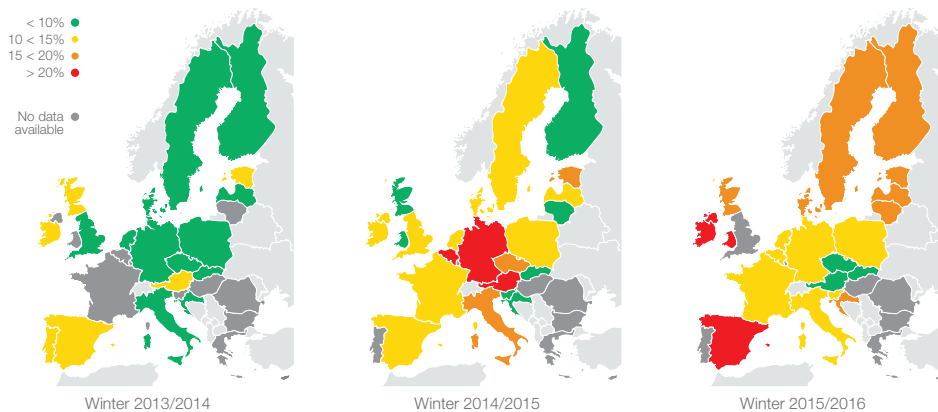 < 10%
10 < 15%
15 < 20%
> 20%
No data
available
Winter 2013/2014
Winter 2014/2015
Winter 2015/2016